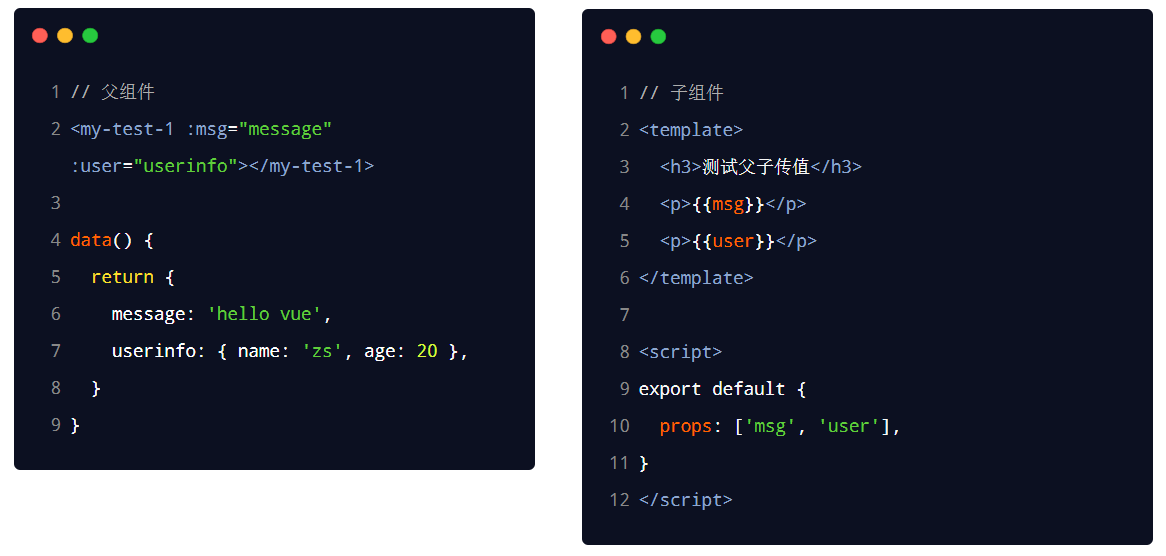 1 // 父组件
2 <my-test-1 :msg="message"
:user="userinfo"></my-test-1>
3
4 data() {
5   return {
6     message: 'hello vue',
7     userinfo: { name: 'zs', age: 20 },
8   }
9 }
1 // 子组件
2 <template>
3   <h3>测试父子传值</h3>
4   <p>{{msg}}</p>
5   <p>{{user}}</p>
6 </template>
7
8 <script>
9 export default {
10   props: ['msg', 'user'],
11 }
12 </script>